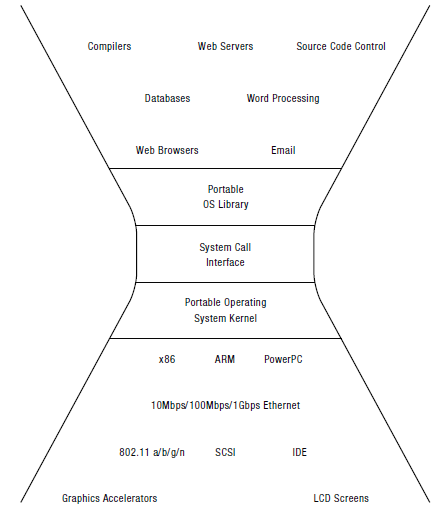 Compilers Web Servers Source Code Control
Databases Word Processing
Web Browsers Email
Portable
OS Library
System Call
Interface
Portable Operating
System Kernel
x86 ARM PowerPC
10Mbps/100Mbps/1Gbps Ethernet
802.11 a/b/g/n SCSI IDE
Graphics Accelerators LCD Screens